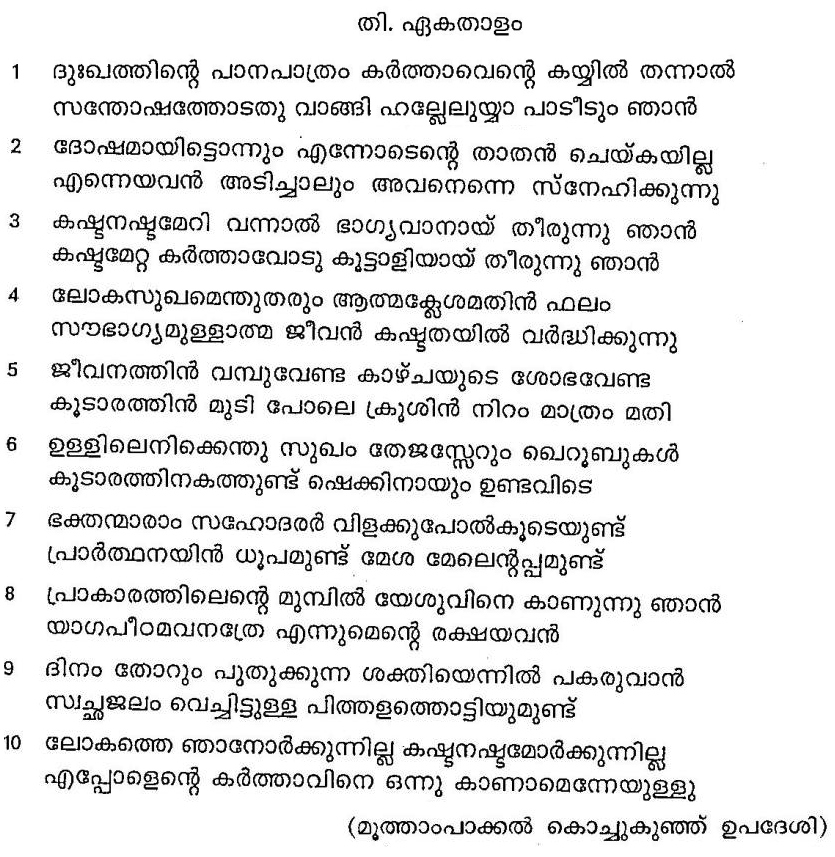 തി. ഏകതാളം
1 ദുഃഖത്തിന്റെ പാനപാത്രം കർത്താവെന്റെ കയ്യിൽ തന്നാൽ
സന്തോഷത്തോടതു വാങ്ങി ഹല്ലേലുയ്യാ പാടീടും ഞാൻ
2 ദോഷമായിട്ടൊന്നും എന്നോടെന്റെ താതൻ ചെയ്കയില്ല
എന്നെയവൻ അടിച്ചാലും അവനെന്നെ സ്നേഹിക്കുന്നു
3 കഷ്ടനഷ്ടമേറി വന്നാൽ ഭാഗ്യവാനായ് തീരുന്നു ഞാൻ
കഷ്ടമേറ്റ കർത്താവോടു കൂട്ടാളിയായ് തീരുന്നു ഞാൻ
4 ലോകസുഖമെന്തുതരും ആത്മക്ലേശമതിൻ ഫലം
സൗഭാഗ്യമുള്ളാത്മ ജീവൻ കഷ്ടതയിൽ വർദ്ധിക്കുന്നു
5 ജീവനത്തിൻ വമ്പുവേണ്ട കാഴ്ചയുടെ ശോഭവേണ്ട
കൂടാരത്തിൻ മുടി പോലെ ക്രൂശിൻ നിറം മാത്രം മതി
6 ഉള്ളിലെനിക്കെന്തു സുഖം തേജസ്സേറും ഖെറൂബുകൾ
കൂടാരത്തിനകത്തുണ്ട് ഷെക്കിനായും ഉണ്ടവിടെ
7 ഭക്തന്മാരാം സഹോദരർ വിളക്കുപോൽകൂടെയുണ്ട്
പ്രാർത്ഥനയിൻ ധൂപമുണ്ട് മേശ മേലെന്റപ്പമുണ്ട്
8 പ്രാകാരത്തിലെന്റെ മുമ്പിൽ യേശുവിനെ കാണുന്നു ഞാൻ
യാഗപീഠമവനത്രേ എന്നുമെന്റെ രക്ഷയവൻ
9 ദിനം തോറും പുതുക്കുന്ന ശക്തിയെന്നിൽ പകരുവാൻ
സ്വച്ഛജലം വെച്ചിട്ടുള്ള പിത്തളത്തൊട്ടിയുമുണ്ട്
10 ലോകത്തെ ഞാനോർക്കുന്നില്ല കഷ്ടനഷ്ടമോർക്കുന്നില്ല
എപ്പോളെന്റെ കർത്താവിനെ ഒന്നു കാണാമെന്നേയുള്ളു
(മൂത്താംപാക്കൽ കൊച്ചുകുഞ്ഞ് ഉപദേശി)